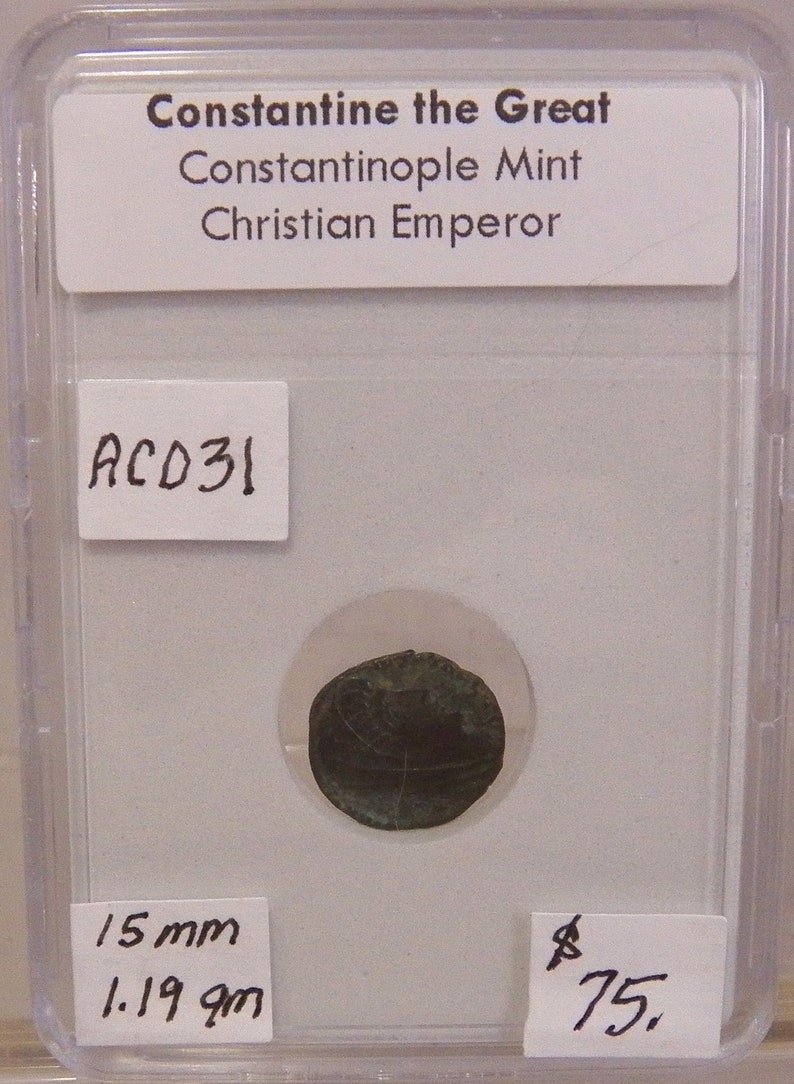 Constantine the Great
Constantinople Mint
Christian Emperor
ACD31
15mm
1.19 gm
$
75.